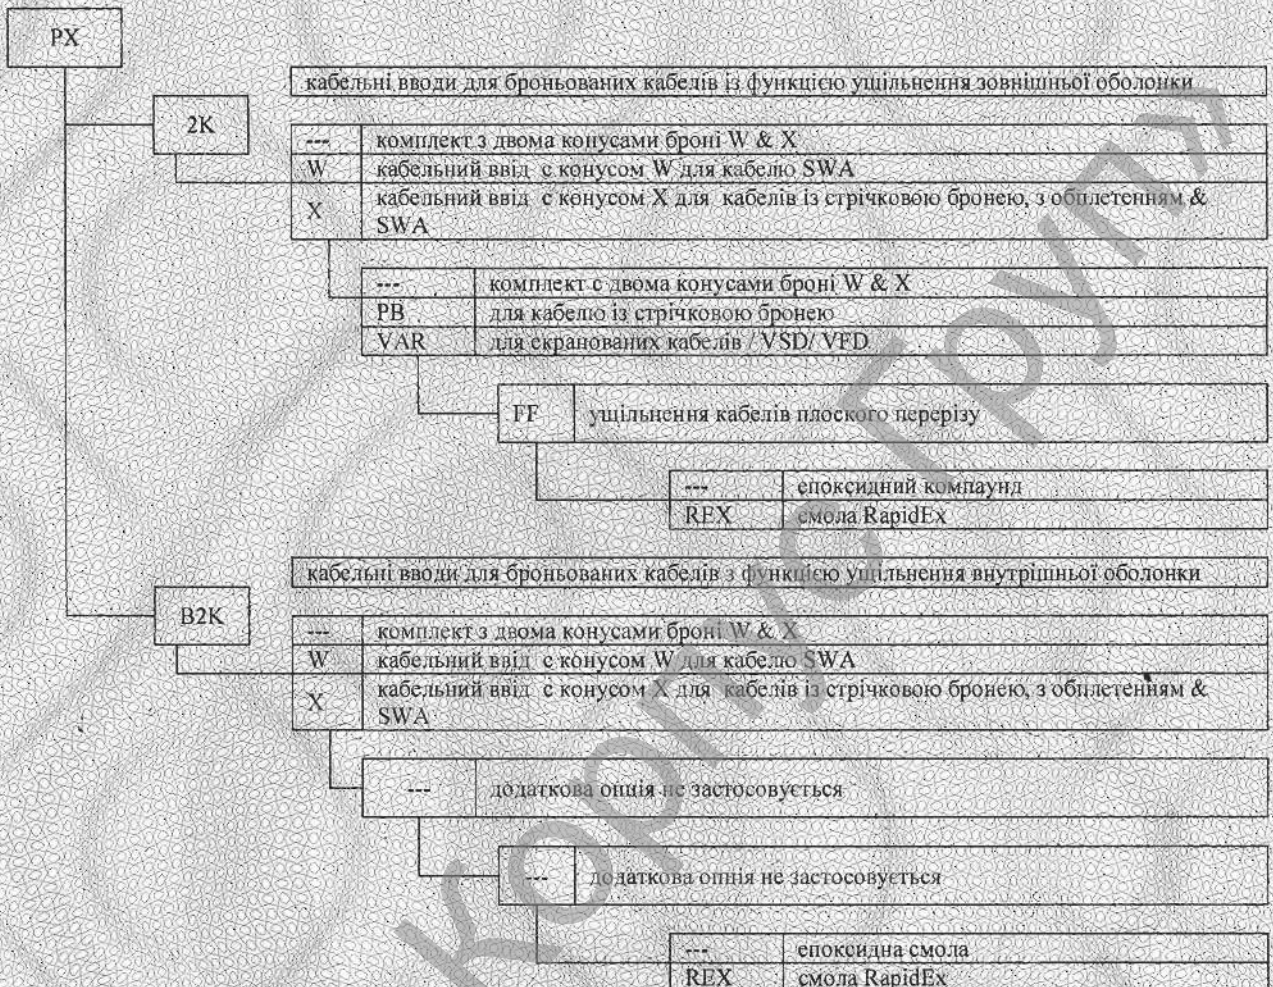 PX
кабельні вводи для броньованих кабелів із функцією ущільнення зовнішньої оболонки
2K
--- комплект з двома конусами броні W & X
W кабельний ввід с конусом W для кабелю SWA
X кабельний ввід с конусом X для кабелів із стрічковою бронею, з обплетенням &
SWA
--- комплект с двома конусами броні W & X
PB для кабелю із стрічковою бронею
VAR для екранованих кабелів / VSD/ VFD
FF ущільнення кабелів плоского перерізу
--- епоксидний компаунд
REX смола RapidEx
кабельні вводи для броньованих кабелів з функцією ущільнення внутрішньої оболонки
B2K
--- комплект з двома конусами броні W & X
W кабельний ввід с конусом W для кабелю SWA
X кабельний ввід с конусом X для кабелів із стрічковою бронею, з обплетенням &
SWA
--- додаткова опція не застосовується
--- додаткова опція не застосовується
--- епоксидна смола
REX смола RapidEx
Корпус Групп»